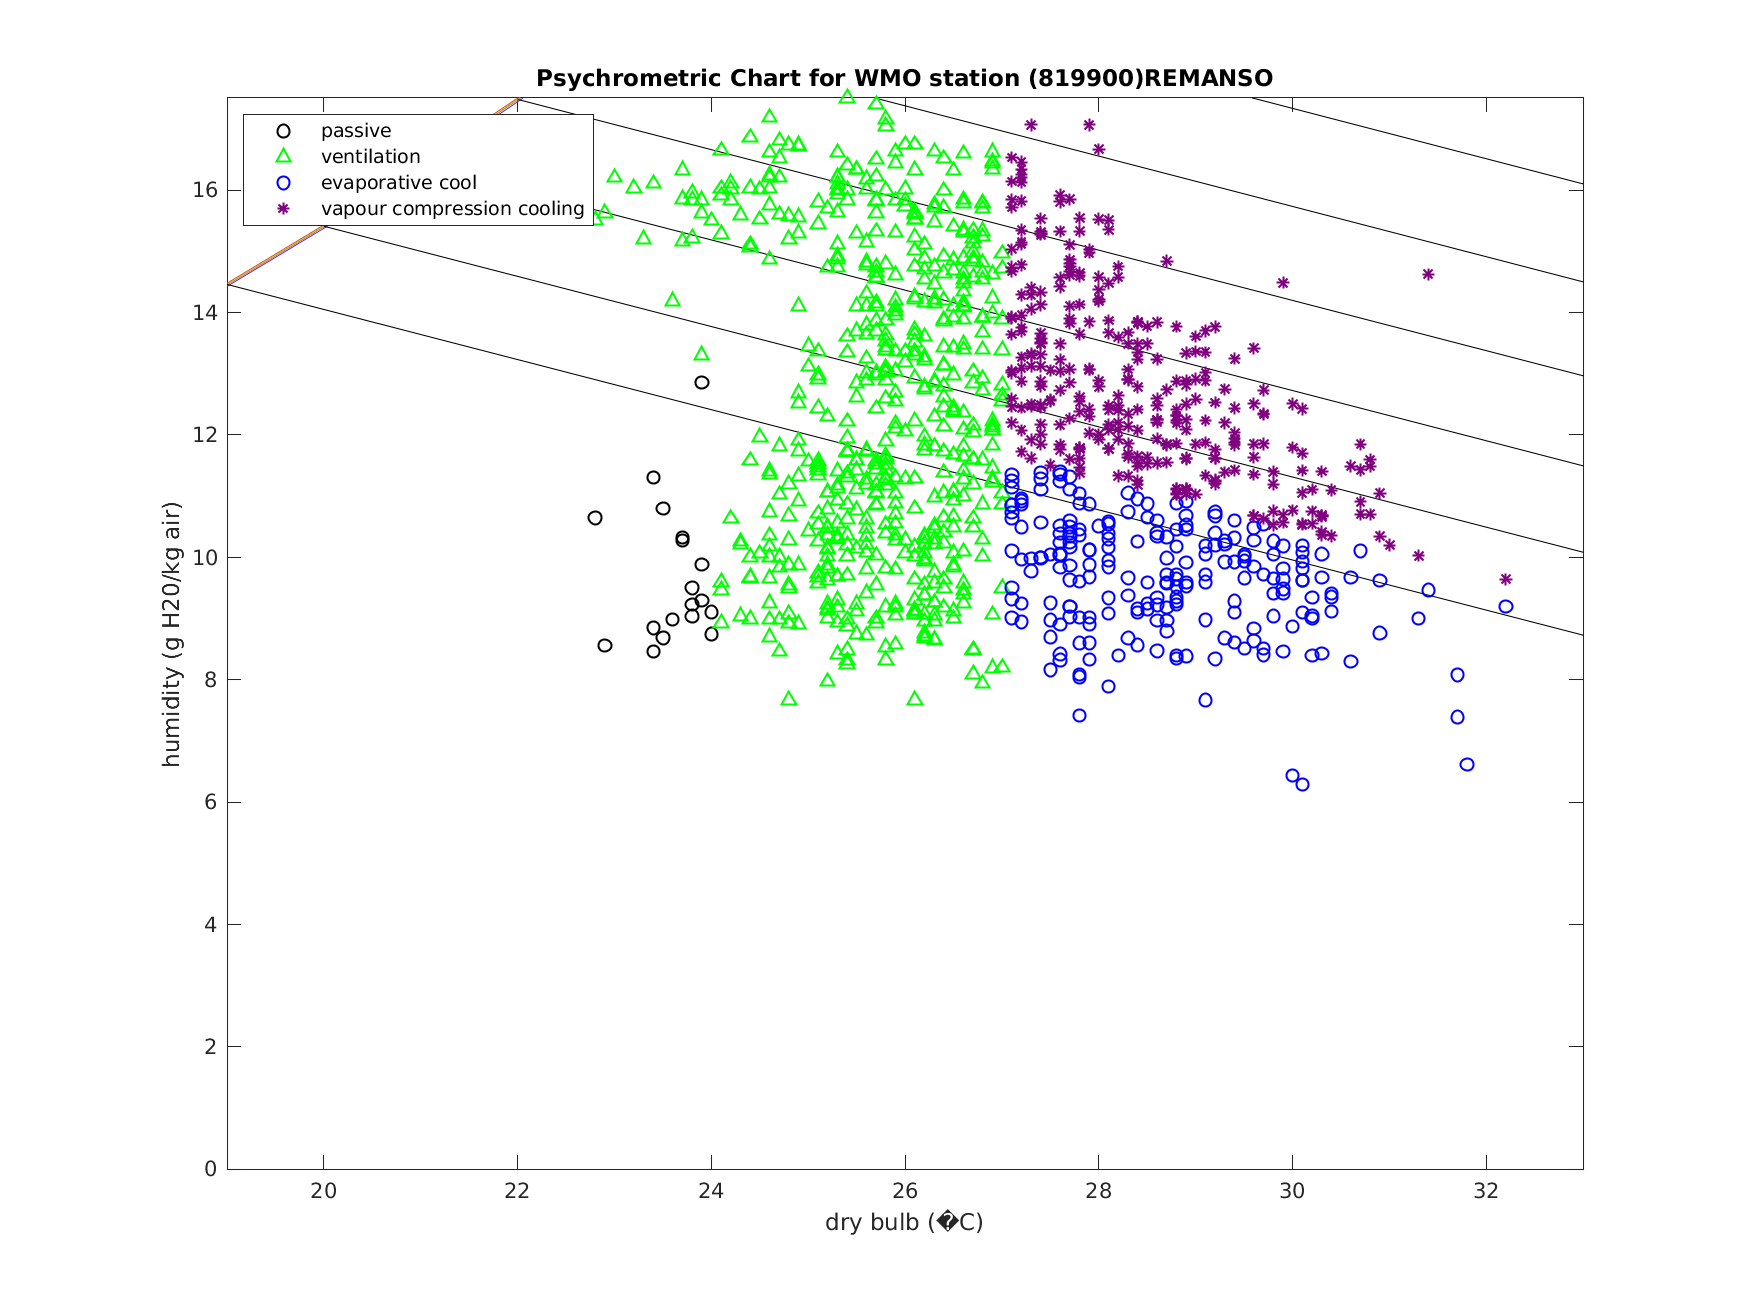 Psychrometric Chart for WMO station (819900)REMANSO
passive
ventilation
evaporative cool
vapour compression cooling
16
14
12
10
8
6
4
2
0
humidity (g H20/kg air)
20 22 24 26 28 30 32
dry bulb (�C)